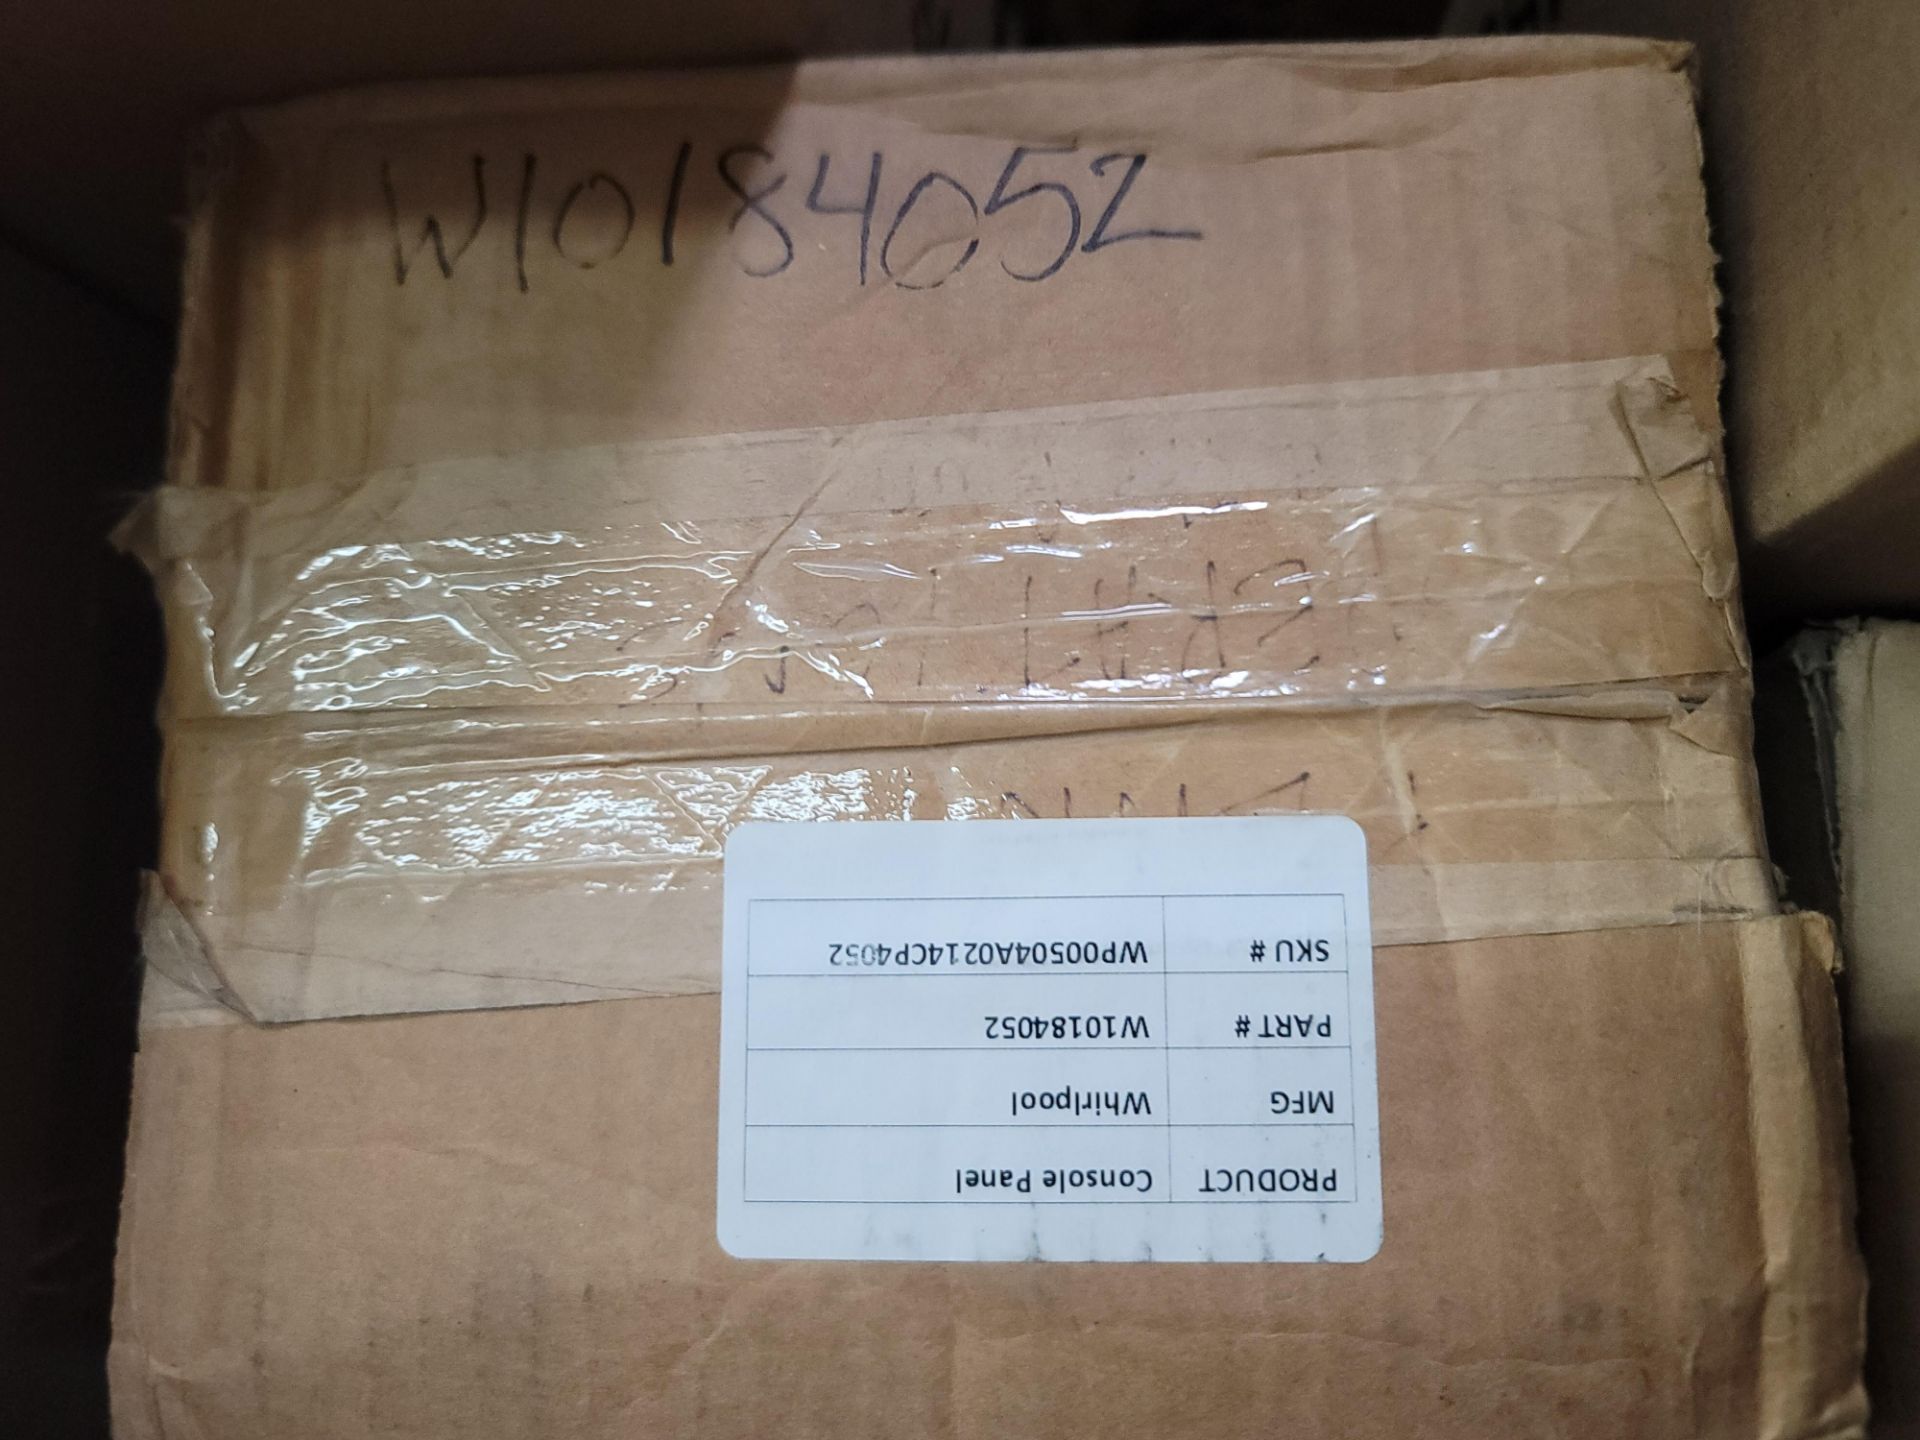 W10184052
PRODUCT Console Panel
MFG Whirlpool
PART # W10184052
SKU # WP00504A0214CP4052